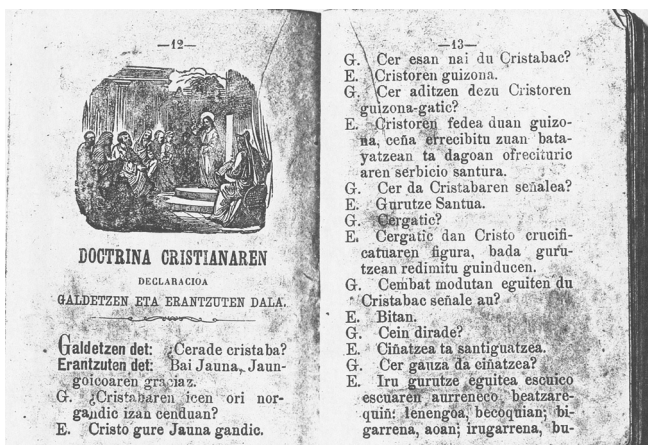 —12—
DOCTRINA CRISTIANAREN
DECLARACIOA
GALDETZEN ETA ERANTZUTEN DALA.
Galdetzen det: ¿Cerade cristaba?
Erantzuten det: Bai Jauna, Jaun-
goicoaren graciaz.
G. ¿Cristabaren icen ori nor-
gandic izan cenduan?
E. Cristo gure Jauna gandic.
—13—
G. Cer esan nai du Cristabac?
E. Cristoren guizona.
G. Cer aditzen dezu Cristoren
guizona-gatic?
E. Cristoren fedea duan guizo-
na, ceña errecibitu zuan bata-
yatzean ta dagoan ofrecituric
aren serbicio santura.
G. Cer da Cristabaren señalea?
E. Gurutze Santua.
G. Cergatic?
E. Cergatic dan Cristo crucifi-
catuaren figura, bada guru-
tzean redimitu guinducen.
G. Cembat modutan eguiten du
Cristabac señale au?
E. Bitan.
G. Cein dirade?
E. Ciñatzea ta santiguatzea.
G. Cer gauza da ciñatzea?
E. Iru gurutze eguitea escuico
escuaren aurreneco beatzare-
quiñ: lenengoa, becoquian; bi-
garrena, aoan; irugarrena, bu-